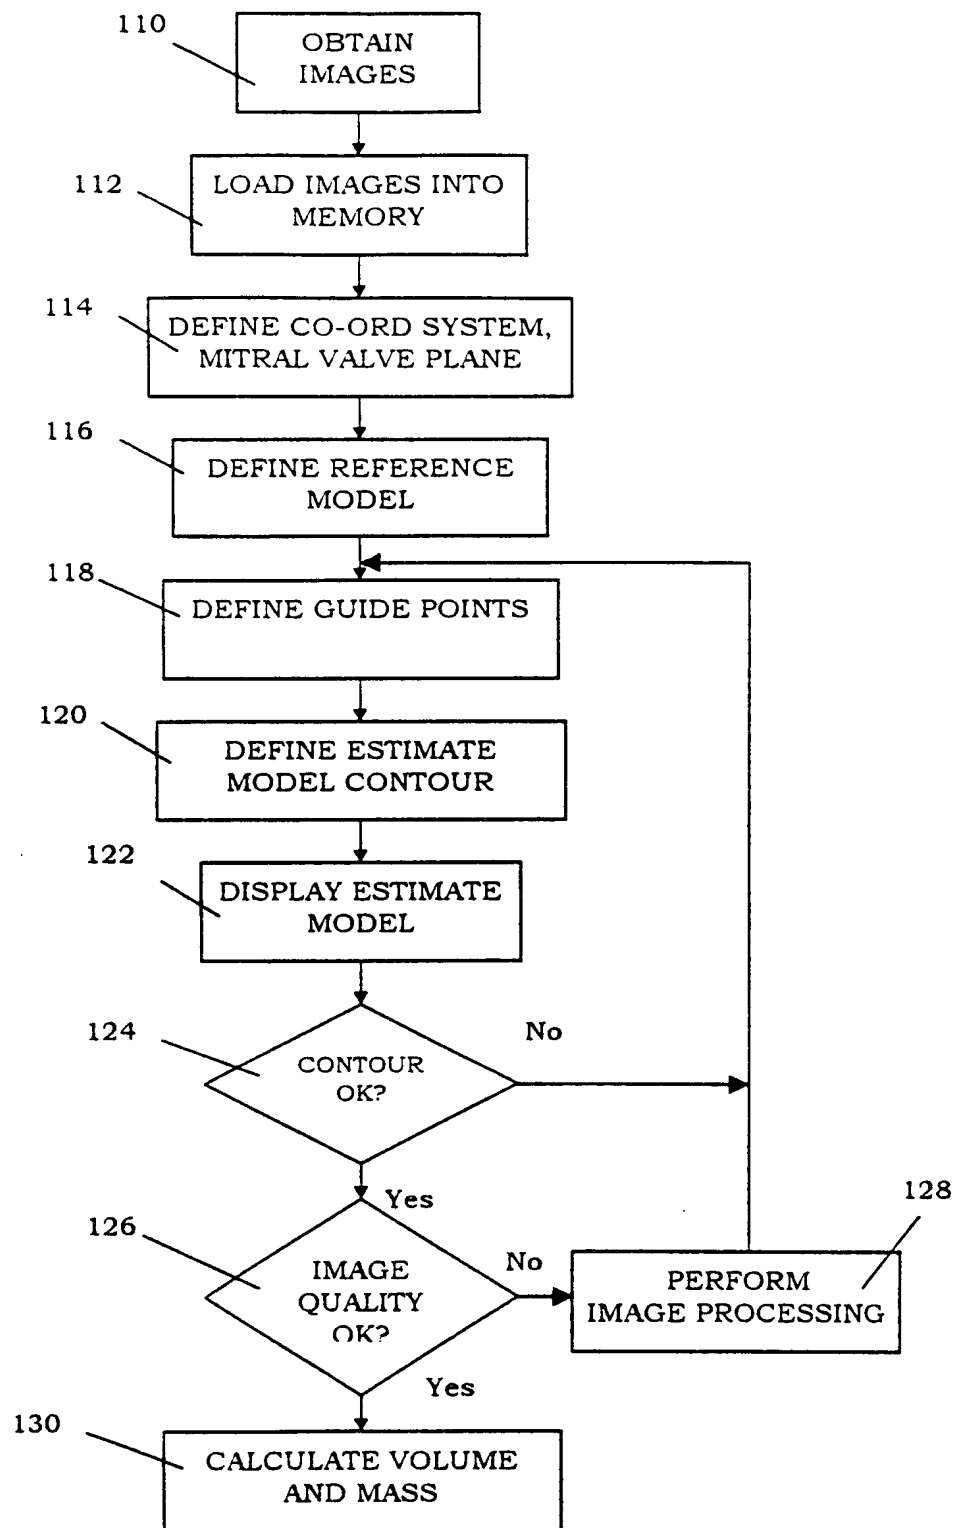 110
OBTAIN
IMAGES
112
LOAD IMAGES INTO
MEMORY
114
DEFINE CO-ORD SYSTEM,
MITRAL VALVE PLANE
116
DEFINE REFERENCE
MODEL
118
DEFINE GUIDE POINTS
120
DEFINE ESTIMATE
MODEL CONTOUR
122
DISPLAY ESTIMATE
MODEL
124
CONTOUR
OK?
No
Yes
126
IMAGE
QUALITY
OK?
No
128
PERFORM
IMAGE PROCESSING
Yes
130
CALCULATE VOLUME
AND MASS